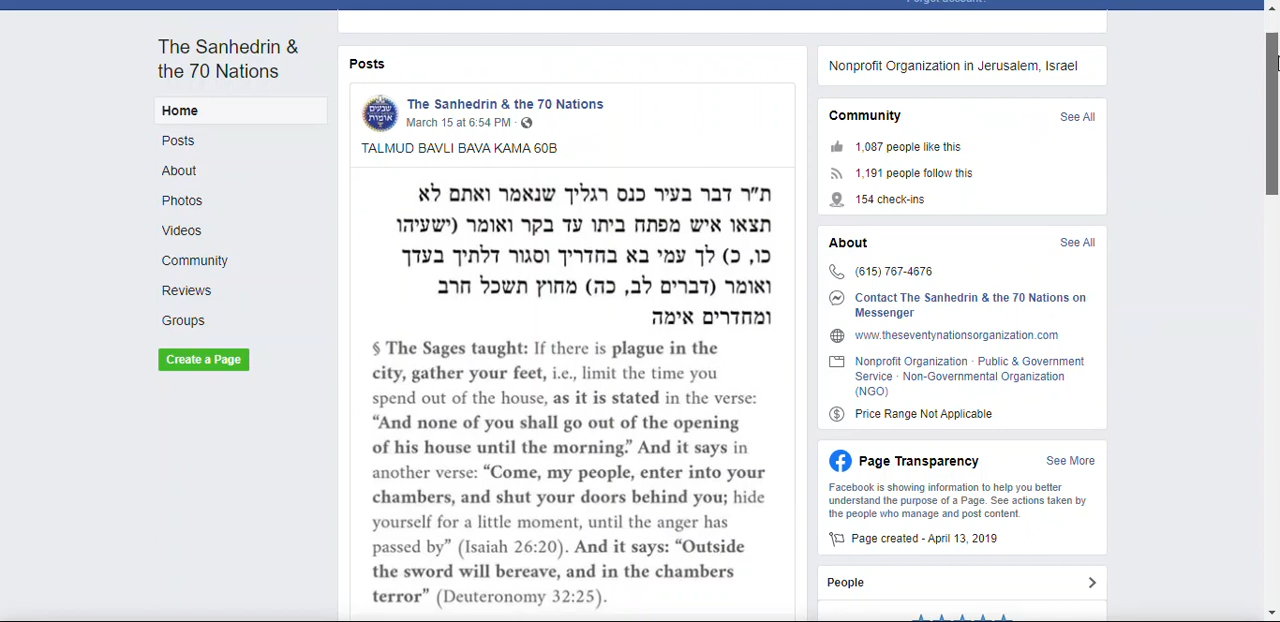 The Sanhedrin &
the 70 Nations
Home
Posts
About
Photos
Videos
Community
Reviews
Groups
Create a Page
Posts
The Sanhedrin & the 70 Nations
March 15 at 6:54 PM ·
TALMUD BAVLI BAVA KAMA 60B
ת"ר דבר בעיר כנס רגליך שנאמר ואתם לא
תצאו איש מפתח ביתו עד בקר ואומר (ישעיהו
כו, כ) לך עמי בא בחדריך וסגור דלתיך בעדך
ואומר (דברים לב, כה) מחוץ תשכל חרב
ומחדרים אימה
§ The Sages taught: If there is plague in the
city, gather your feet, i.e., limit the time you
spend out of the house, as it is stated in the verse:
“And none of you shall go out of the opening
of his house until the morning.” And it says in
another verse: “Come, my people, enter into your
chambers, and shut your doors behind you; hide
yourself for a little moment, until the anger has
passed by” (Isaiah 26:20). And it says: “Outside
the sword will bereave, and in the chambers
terror” (Deuteronomy 32:25).
Nonprofit Organization in Jerusalem, Israel
Community See All
1,087 people like this
1,191 people follow this
154 check-ins
About See All
(615) 767-4676
Contact The Sanhedrin & the 70 Nations on
Messenger
www.theseventynationsorganization.com
Nonprofit Organization · Public & Government
Service · Non-Governmental Organization
(NGO)
Price Range Not Applicable
Page Transparency See More
Facebook is showing information to help you better
understand the purpose of a Page. See actions taken by
the people who manage and post content.
Page created - April 13, 2019
People